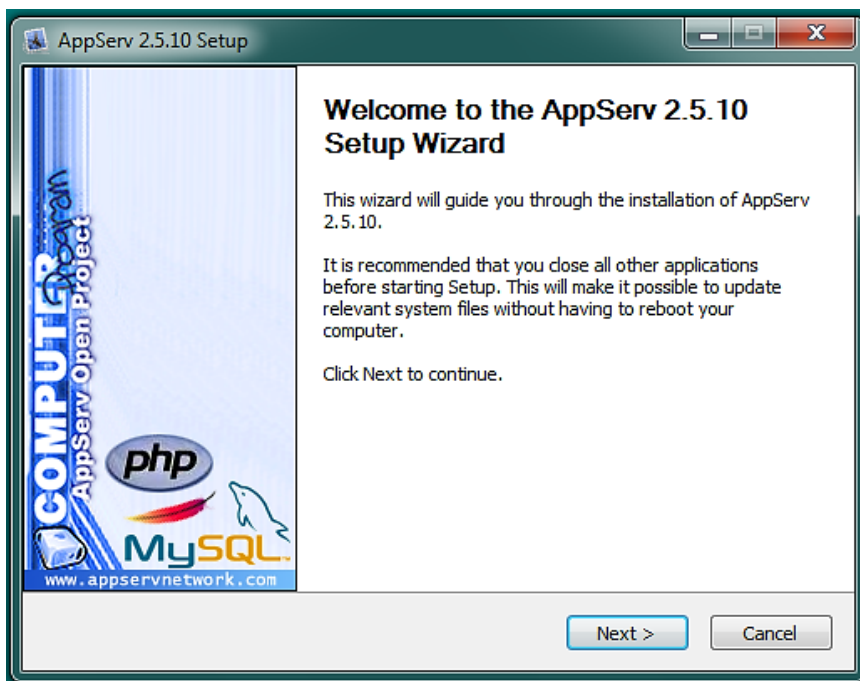 AppServ 2.5.10 Setup
Welcome to the AppServ 2.5.10
Setup Wizard
This wizard will guide you through the installation of AppServ
2.5.10.
It is recommended that you close all other applications
before starting Setup. This will make it possible to update
relevant system files without having to reboot your
computer.
Click Next to continue.
COMPUTER
Program
AppServ Open Project
php
MySQL
www.appservnetwork.com
Next >
Cancel